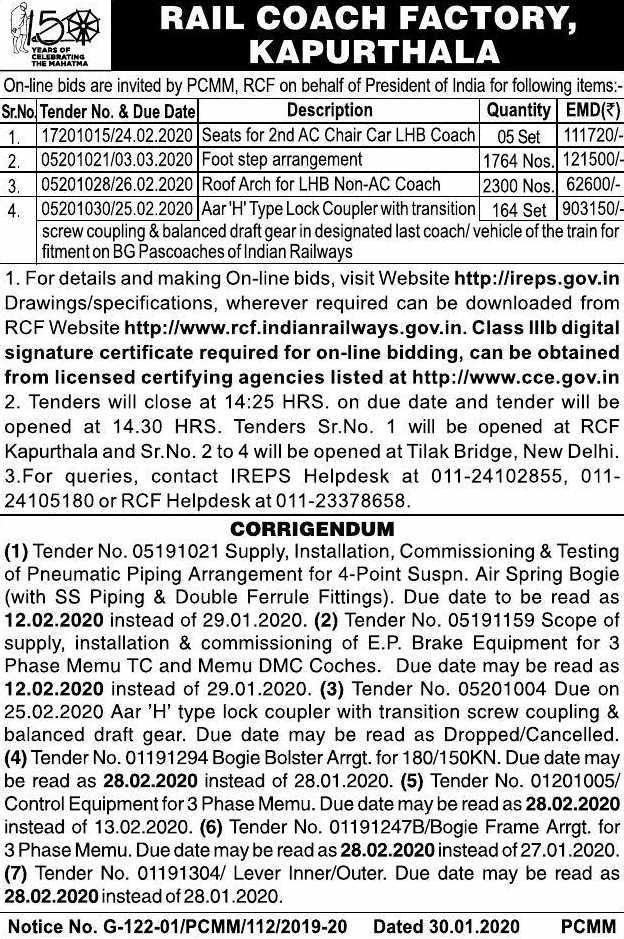 150
YEARS OF
CELEBRATING
THE MAHATMA
RAIL COACH FACTORY,
KAPURTHALA
On-line bids are invited by PCMM, RCF on behalf of President of India for following items:-
Sr.No. Tender No. & Due Date Description Quantity EMD(₹)
1. 17201015/24.02.2020 Seats for 2nd AC Chair Car LHB Coach 05 Set 111720/-
2. 05201021/03.03.2020 Foot step arrangement 1764 Nos. 121500/-
3. 05201028/26.02.2020 Roof Arch for LHB Non-AC Coach 2300 Nos. 62600/-
4. 05201030/25.02.2020 Aar 'H' Type Lock Coupler with transition 164 Set 903150/-
screw coupling & balanced draft gear in designated last coach/ vehicle of the train for
fitment on BG Pascoaches of Indian Railways
1. For details and making On-line bids, visit Website http://ireps.gov.in
Drawings/specifications, wherever required can be downloaded from
RCF Website http://www.rcf.indianrailways.gov.in. Class IIIb digital
signature certificate required for on-line bidding, can be obtained
from licensed certifying agencies listed at http://www.cce.gov.in
2. Tenders will close at 14:25 HRS. on due date and tender will be
opened at 14.30 HRS. Tenders Sr.No. 1 will be opened at RCF
Kapurthala and Sr.No. 2 to 4 will be opened at Tilak Bridge, New Delhi.
3.For queries, contact IREPS Helpdesk at 011-24102855, 011-
24105180 or RCF Helpdesk at 011-23378658.
CORRIGENDUM
(1) Tender No. 05191021 Supply, Installation, Commissioning & Testing
of Pneumatic Piping Arrangement for 4-Point Suspn. Air Spring Bogie
(with SS Piping & Double Ferrule Fittings). Due date to be read as
12.02.2020 instead of 29.01.2020. (2) Tender No. 05191159 Scope of
supply, installation & commissioning of E.P. Brake Equipment for 3
Phase Memu TC and Memu DMC Coches. Due date may be read as
12.02.2020 instead of 29.01.2020. (3) Tender No. 05201004 Due on
25.02.2020 Aar 'H' type lock coupler with transition screw coupling &
balanced draft gear. Due date may be read as Dropped/Cancelled.
(4) Tender No. 01191294 Bogie Bolster Arrgt. for 180/150KN. Due date may
be read as 28.02.2020 instead of 28.01.2020. (5) Tender No. 01201005/
Control Equipment for 3 Phase Memu. Due date may be read as 28.02.2020
instead of 13.02.2020. (6) Tender No. 01191247B/Bogie Frame Arrgt. for
3 Phase Memu. Due date may be read as 28.02.2020 instead of 27.01.2020.
(7) Tender No. 01191304/ Lever Inner/Outer. Due date may be read as
28.02.2020 instead of 28.01.2020.
Notice No. G-122-01/PCMM/112/2019-20 Dated 30.01.2020 PCMM